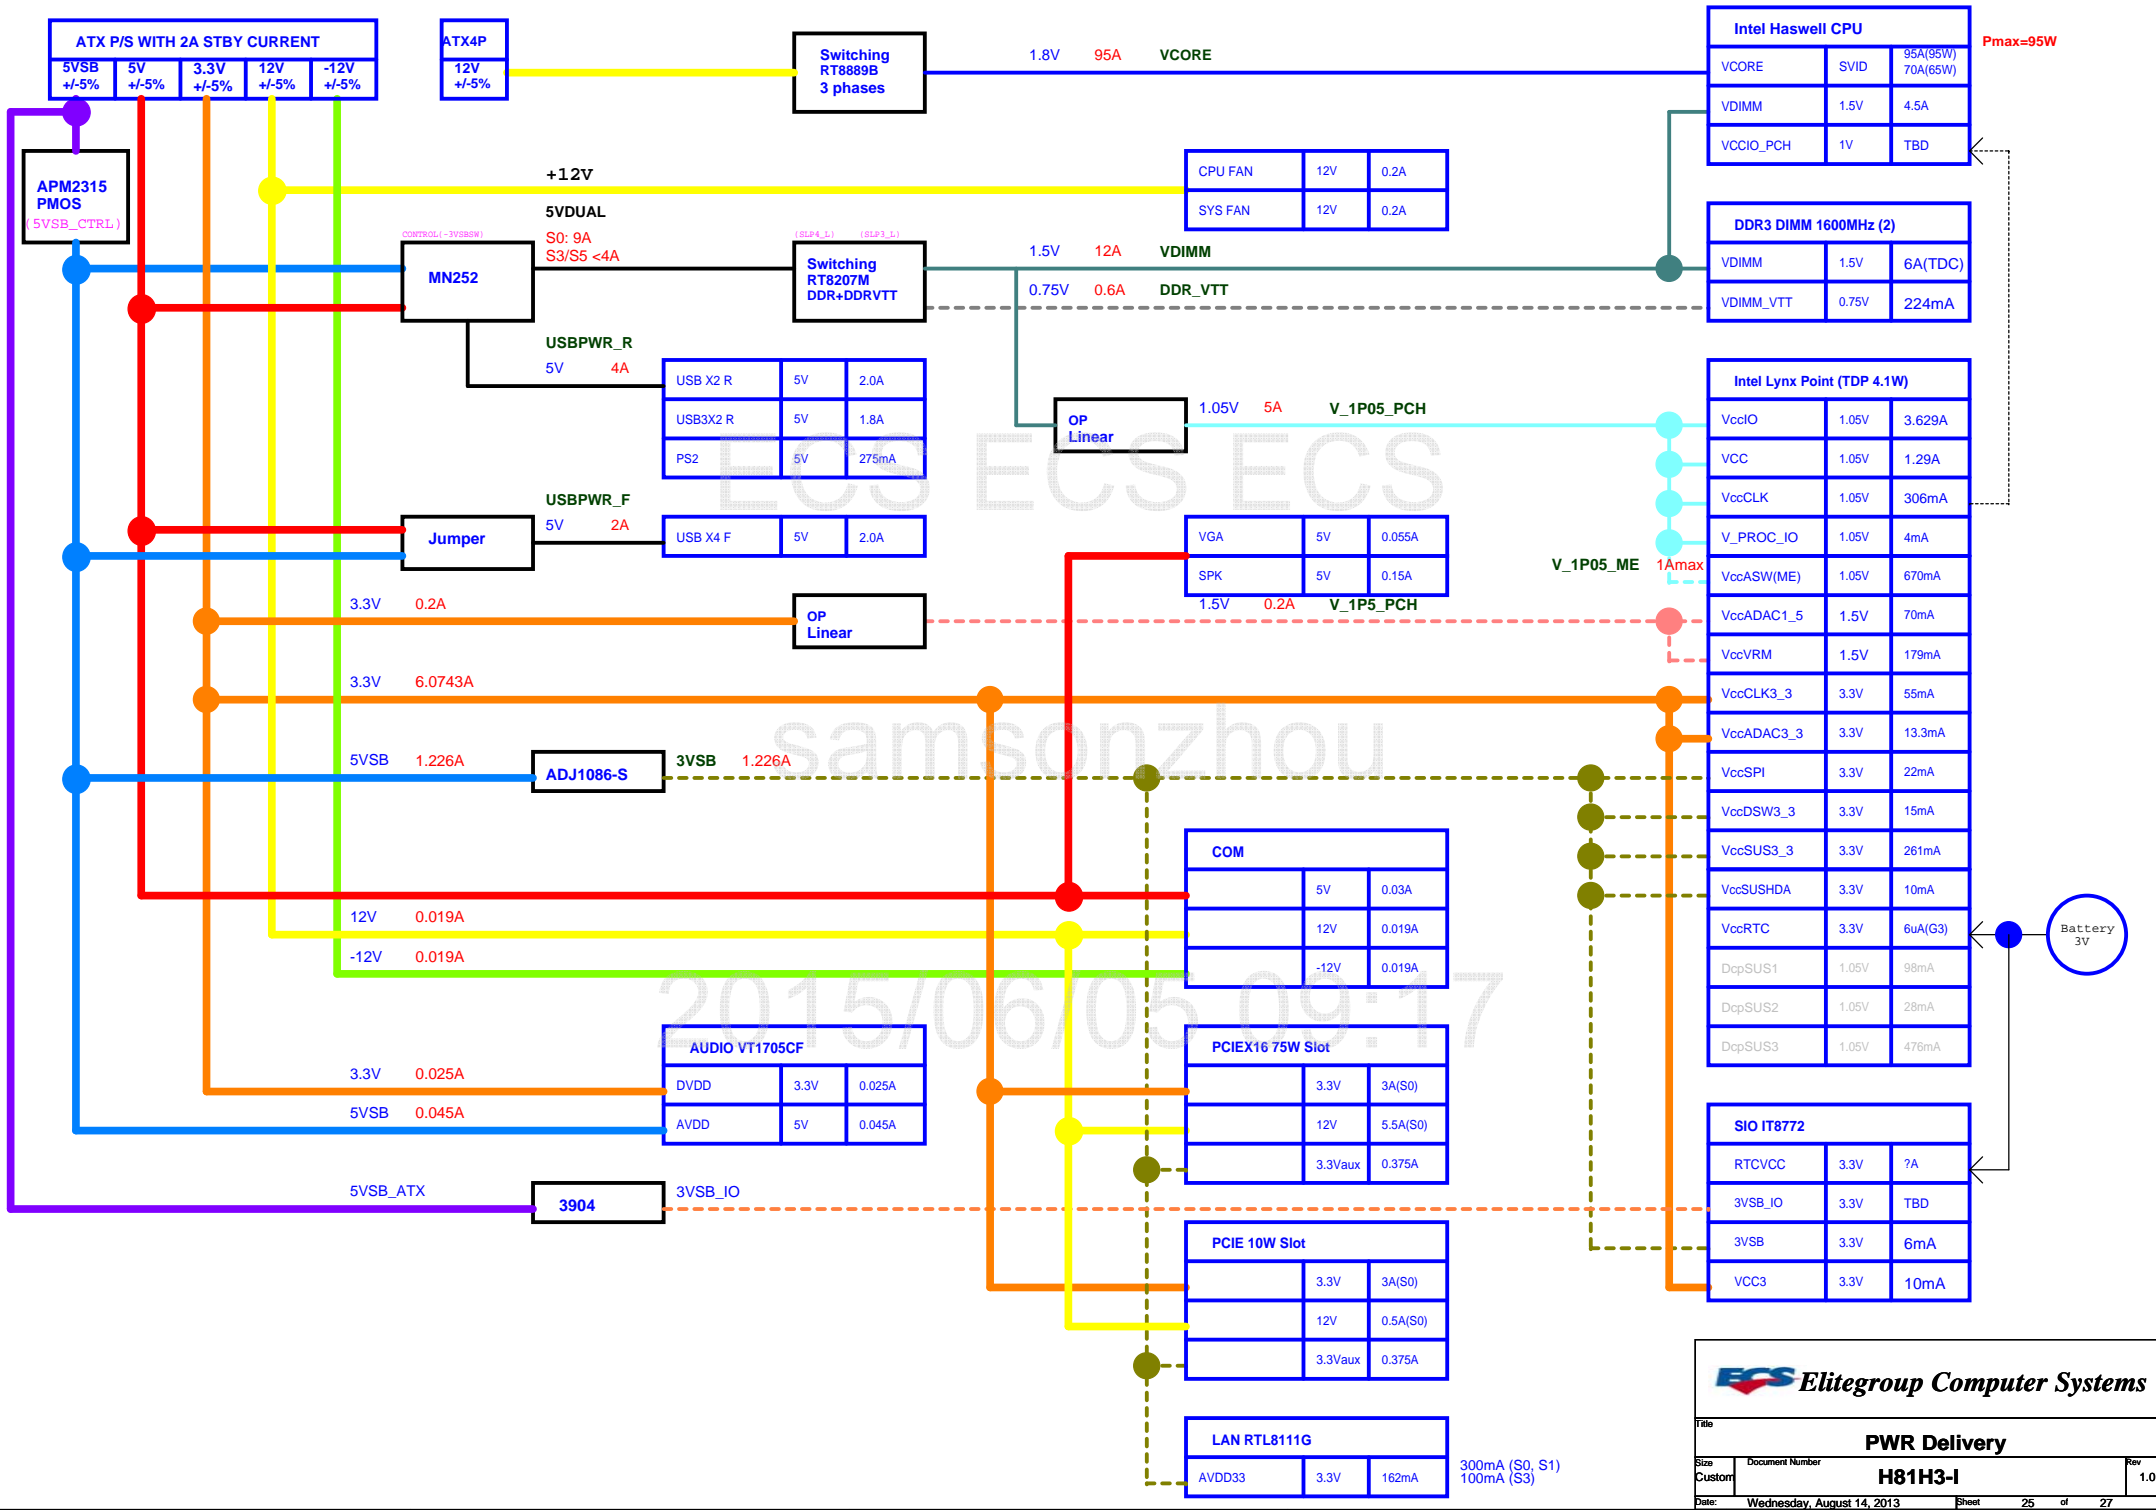 ATX P/S WITH 2A STBY CURRENT
5VSB +/-5%
5V +/-5%
3.3V +/-5%
12V +/-5%
-12V +/-5%
ATX4P
12V +/-5%
Switching
RT8889B
3 phases
1.8V 95A VCORE
Intel Haswell CPU
VCORE SVID 95A(95W) 70A(65W)
VDIMM 1.5V 4.5A
VCCIO_PCH 1V TBD
Pmax=95W
APM2315
PMOS
(5VSB_CTRL)
+12V
CPU FAN 12V 0.2A
SYS FAN 12V 0.2A
5VDUAL
S0: 9A
S3/S5 <4A
CONTROL(-3VSBSW)
MN252
(SLP4_L) (SLP3_L)
Switching
RT8207M
DDR+DDRVTT
1.5V 12A VDIMM
0.75V 0.6A DDR_VTT
DDR3 DIMM 1600MHz (2)
VDIMM 1.5V 6A(TDC)
VDIMM_VTT 0.75V 224mA
USBPWR_R
5V 4A
USB X2 R 5V 2.0A
USB3X2 R 5V 1.8A
PS2 5V 275mA
OP
Linear
1.05V 5A V_1P05_PCH
ECS ECS ECS
USBPWR_F
5V 2A
Jumper
USB X4 F 5V 2.0A
VGA 5V 0.055A
SPK 5V 0.15A
V_1P05_ME 1Amax
3.3V 0.2A
OP
Linear
1.5V 0.2A V_1P5_PCH
3.3V 6.0743A
samsonzhou
5VSB 1.226A
ADJ1086-S
3VSB 1.226A
Intel Lynx Point (TDP 4.1W)
VccIO 1.05V 3.629A
VCC 1.05V 1.29A
VccCLK 1.05V 306mA
V_PROC_IO 1.05V 4mA
VccASW(ME) 1.05V 670mA
VccADAC1_5 1.5V 70mA
VccVRM 1.5V 179mA
VccCLK3_3 3.3V 55mA
VccADAC3_3 3.3V 13.3mA
VccSPI 3.3V 22mA
VccDSW3_3 3.3V 15mA
VccSUS3_3 3.3V 261mA
VccSUSHDA 3.3V 10mA
VccRTC 3.3V 6uA(G3)
DcpSUS1 1.05V 98mA
DcpSUS2 1.05V 28mA
DcpSUS3 1.05V 476mA
Battery
3V
COM
5V 0.03A
12V 0.019A
-12V 0.019A
12V 0.019A
-12V 0.019A
2015/06/05 09:17
AUDIO VT1705CF
DVDD 3.3V 0.025A
AVDD 5V 0.045A
3.3V 0.025A
5VSB 0.045A
PCIEX16 75W Slot
3.3V 3A(S0)
12V 5.5A(S0)
3.3Vaux 0.375A
5VSB_ATX
3904
3VSB_IO
SIO IT8772
RTCVCC 3.3V ?A
3VSB_IO 3.3V TBD
3VSB 3.3V 6mA
VCC3 3.3V 10mA
PCIE 10W Slot
3.3V 3A(S0)
12V 0.5A(S0)
3.3Vaux 0.375A
LAN RTL8111G
AVDD33 3.3V 162mA
300mA (S0, S1)
100mA (S3)
ECS Elitegroup Computer Systems
Title
PWR Delivery
Size Document Number Rev
Custom H81H3-I 1.0
Date: Wednesday, August 14, 2013 Sheet 25 of 27